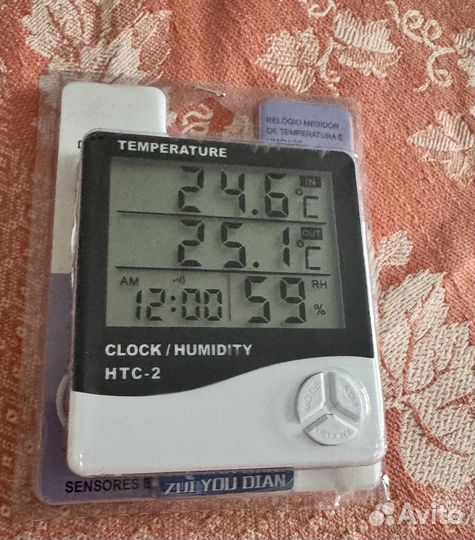 RELÓGIO MEDIDOR
DE TEMPERATURA E
TEMPERATURE
24.6 °C IN
25.1 °C OUT
AM 12:00 59 RH %
CLOCK / HUMIDITY
HTC-2
SENSORES
ZUI YOU DIAN
Avito